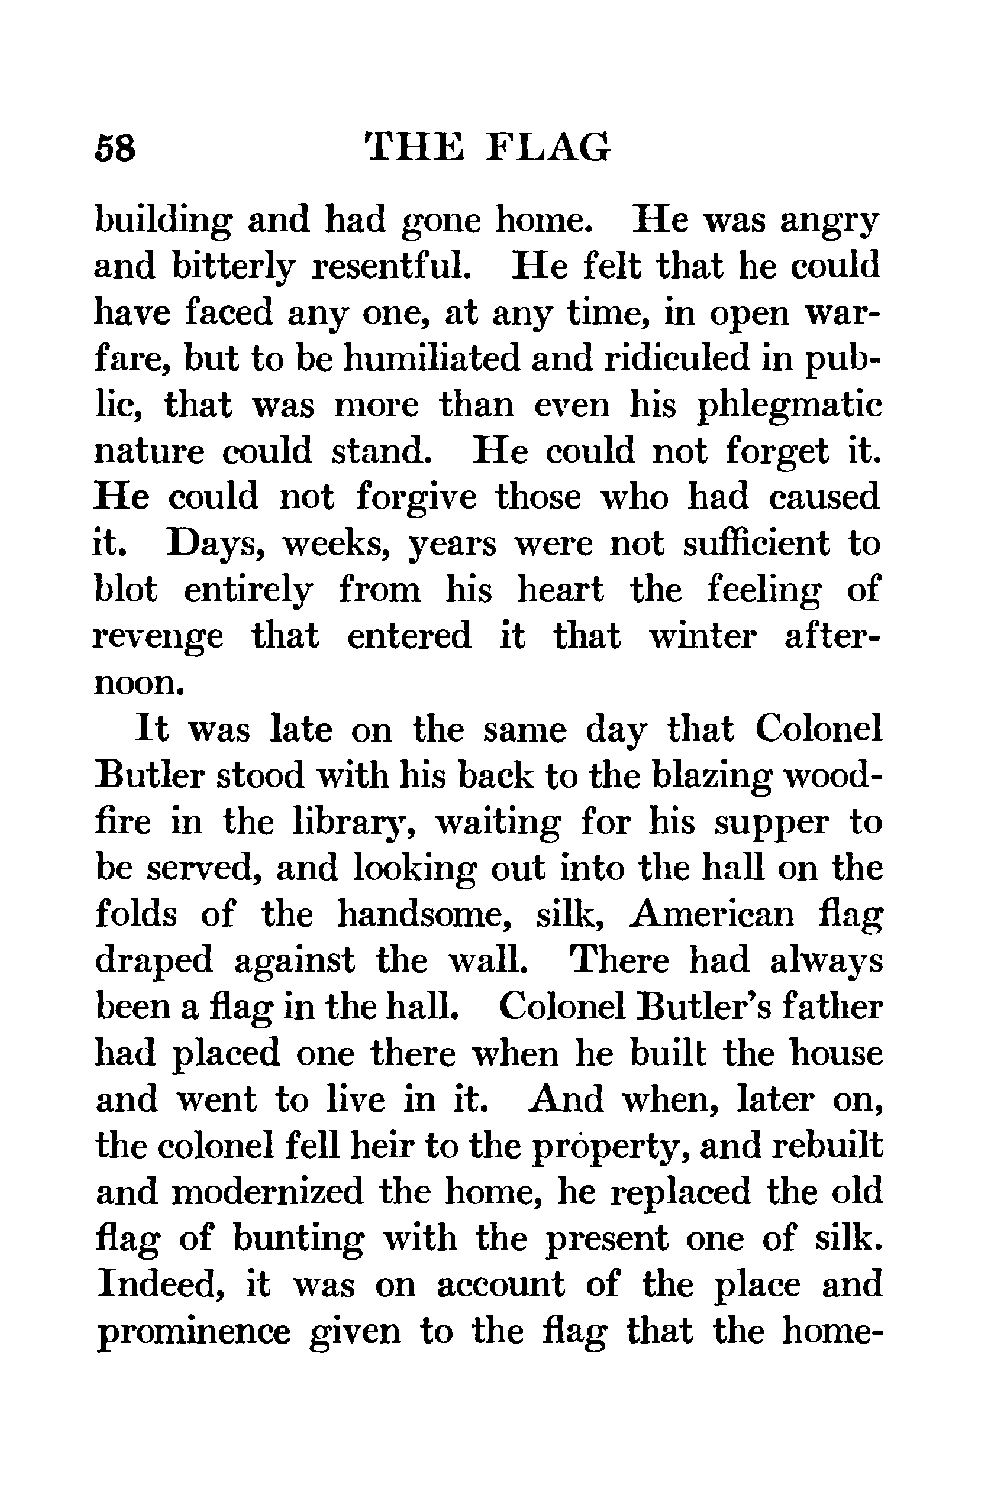 58 THE FLAG
building and had gone home. He was angry
and bitterly resentful. He felt that he could
have faced any one, at any time, in open war-
fare, but to be humiliated and ridiculed in pub-
lic, that was more than even his phlegmatic
nature could stand. He could not forget it.
He could not forgive those who had caused
it. Days, weeks, years were not sufficient to
blot entirely from his heart the feeling of
revenge that entered it that winter after-
noon.
It was late on the same day that Colonel
Butler stood with his back to the blazing wood-
fire in the library, waiting for his supper to
be served, and looking out into the hall on the
folds of the handsome, silk, American flag
draped against the wall. There had always
been a flag in the hall. Colonel Butler's father
had placed one there when he built the house
and went to live in it. And when, later on,
the colonel fell heir to the property, and rebuilt
and modernized the home, he replaced the old
flag of bunting with the present one of silk.
Indeed, it was on account of the place and
prominence given to the flag that the home-